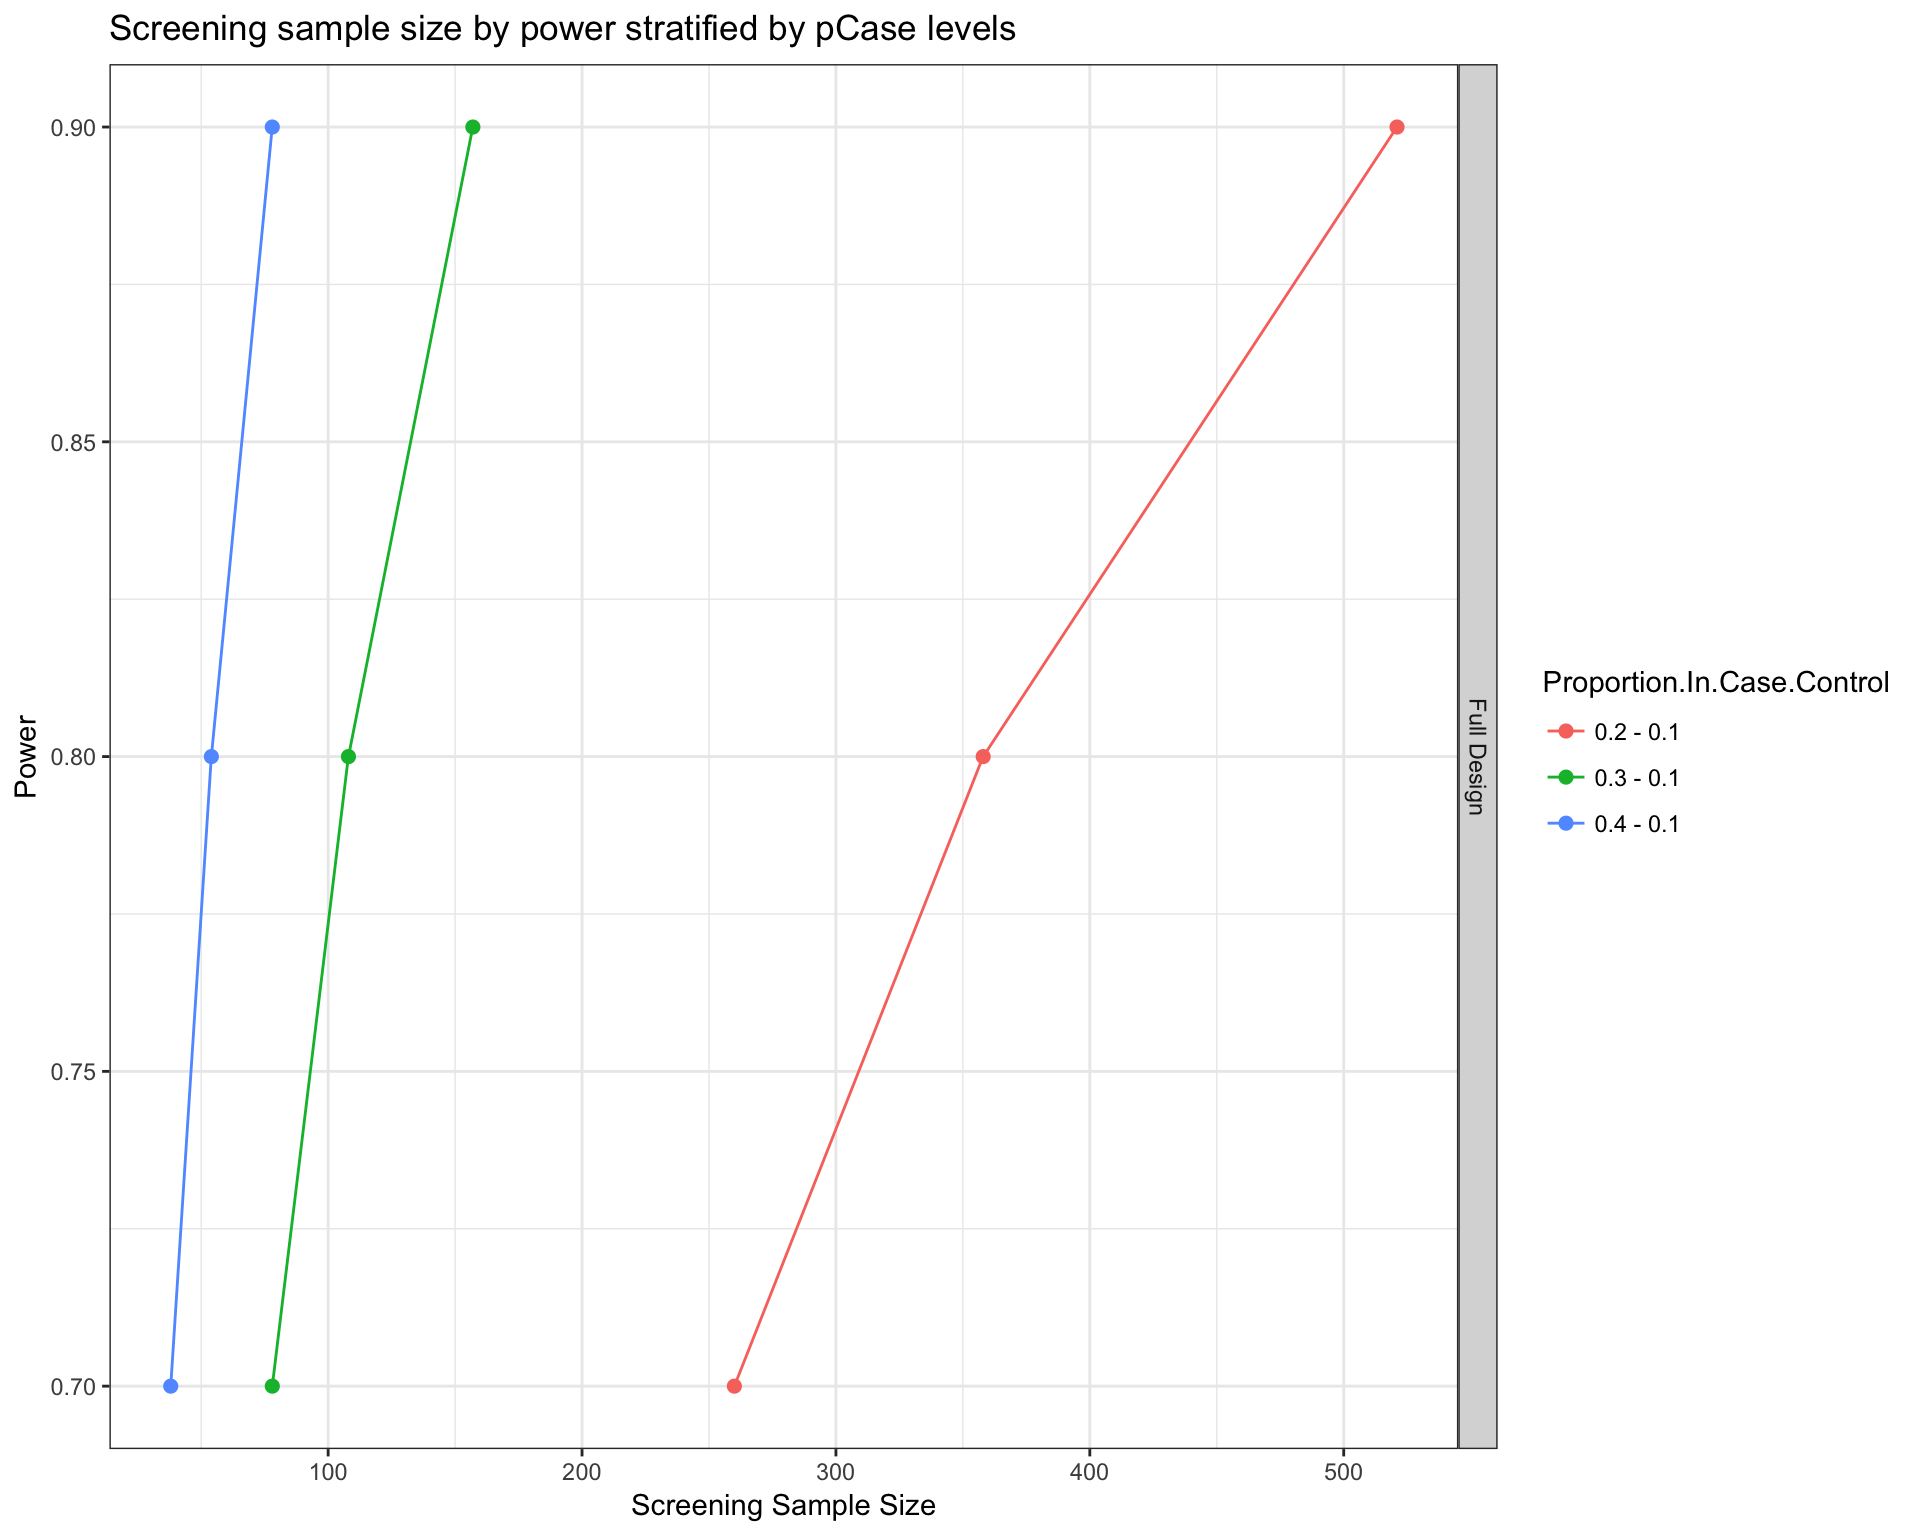 Screening sample size by power stratified by pCase levels
0.90
0.85
0.80
0.75
0.70
Power
100 200 300 400 500
Screening Sample Size
Full Design
Proportion.In.Case.Control
0.2 - 0.1
0.3 - 0.1
0.4 - 0.1